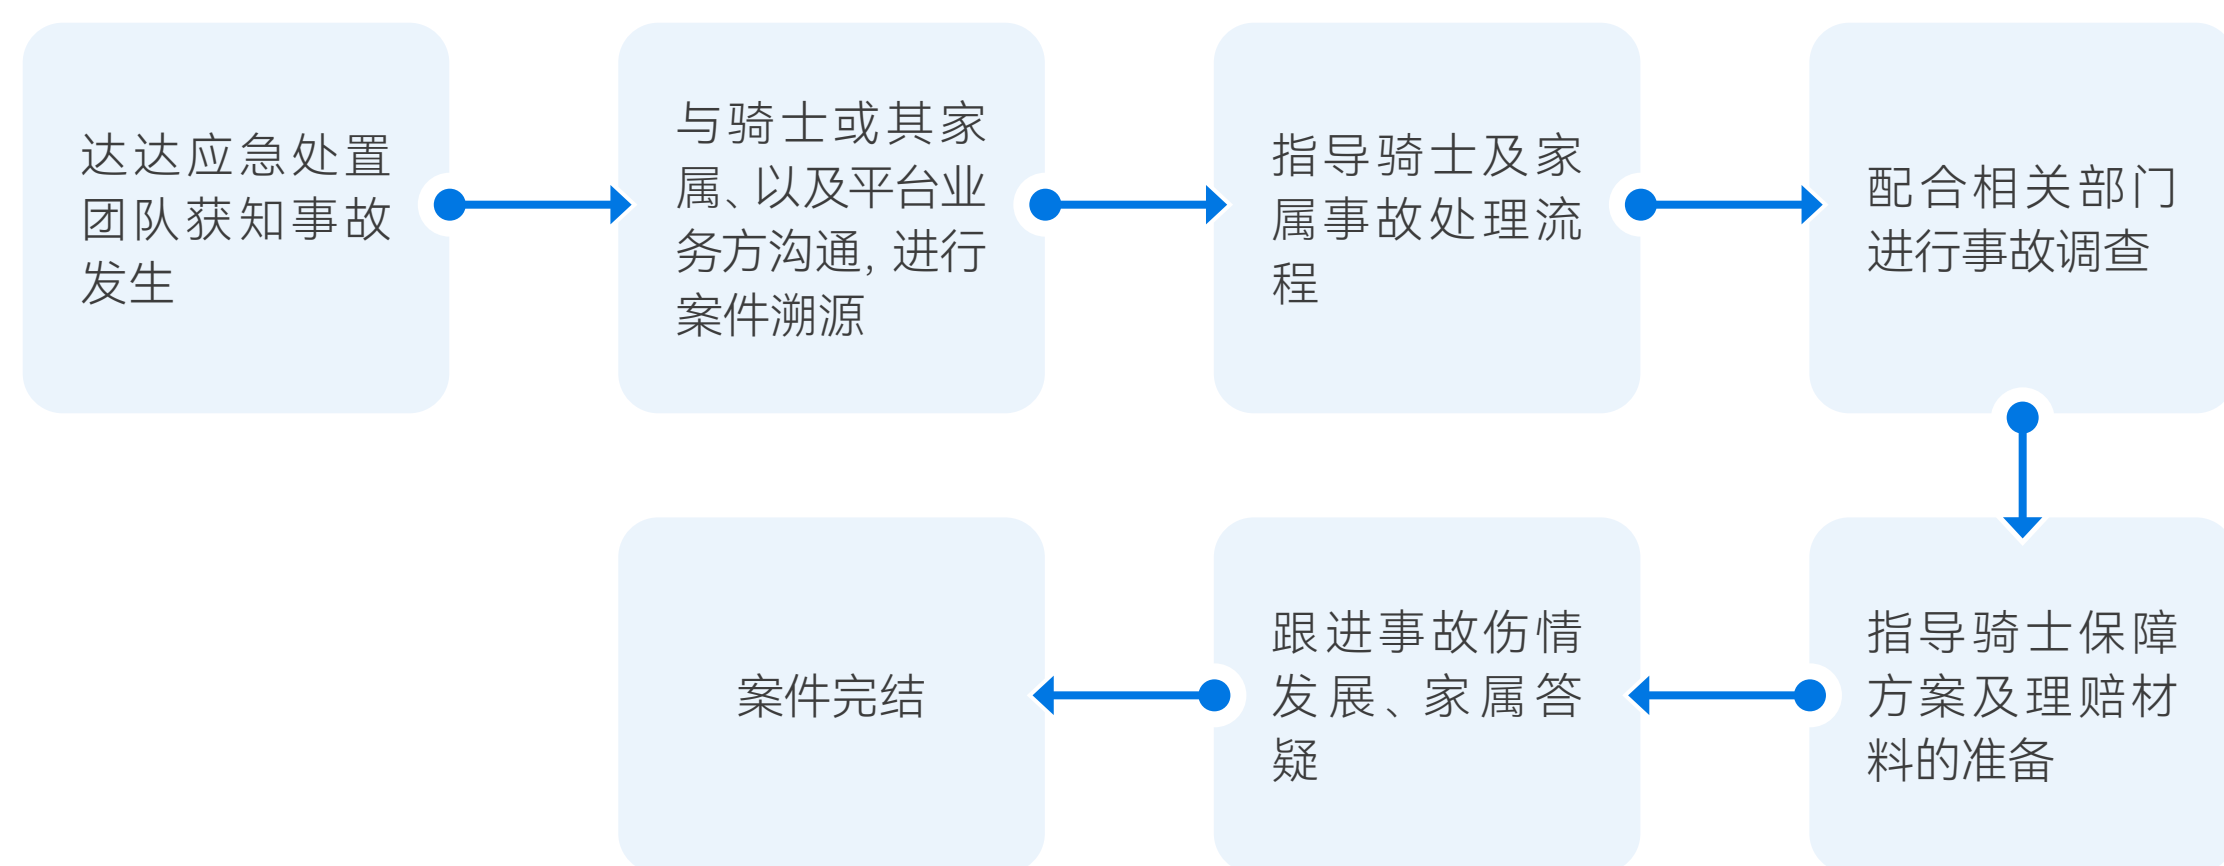 达达应急处置
团队获知事故
发生
与骑士或其家
属、以及平台业
务方沟通, 进行
案件溯源
指导骑士及家
属事故处理流
程
配合相关部门
进行事故调查
指导骑士保障
方案及理赔材
料的准备
跟进事故伤情
发展、家属答
疑
案件完结